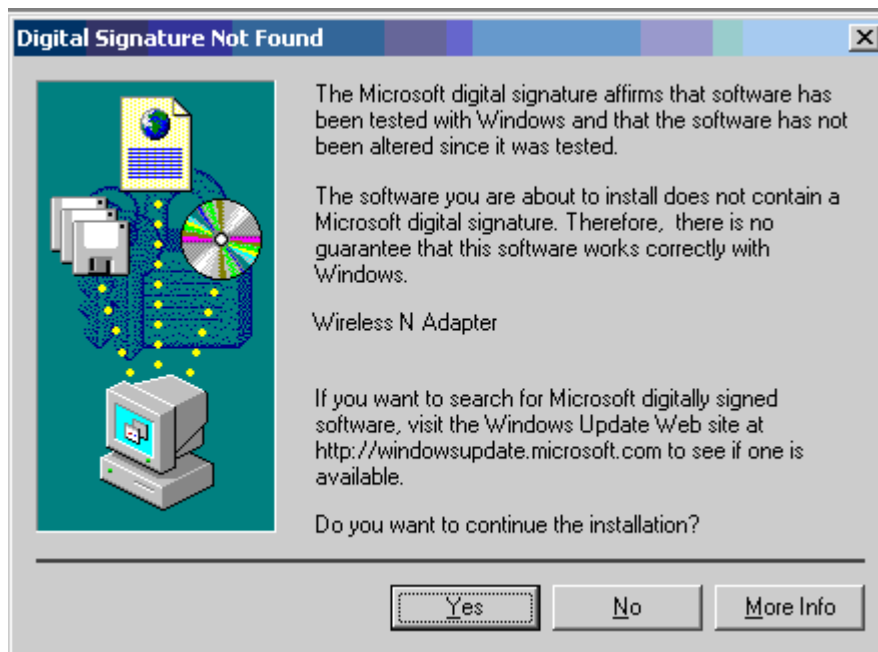 Digital Signature Not Found
The Microsoft digital signature affirms that software has
been tested with Windows and that the software has not
been altered since it was tested.
The software you are about to install does not contain a
Microsoft digital signature. Therefore,  there is no
guarantee that this software works correctly with
Windows.
Wireless N Adapter
If you want to search for Microsoft digitally signed
software, visit the Windows Update Web site at
http://windowsupdate.microsoft.com to see if one is
available.
Do you want to continue the installation?
Yes
No
More Info